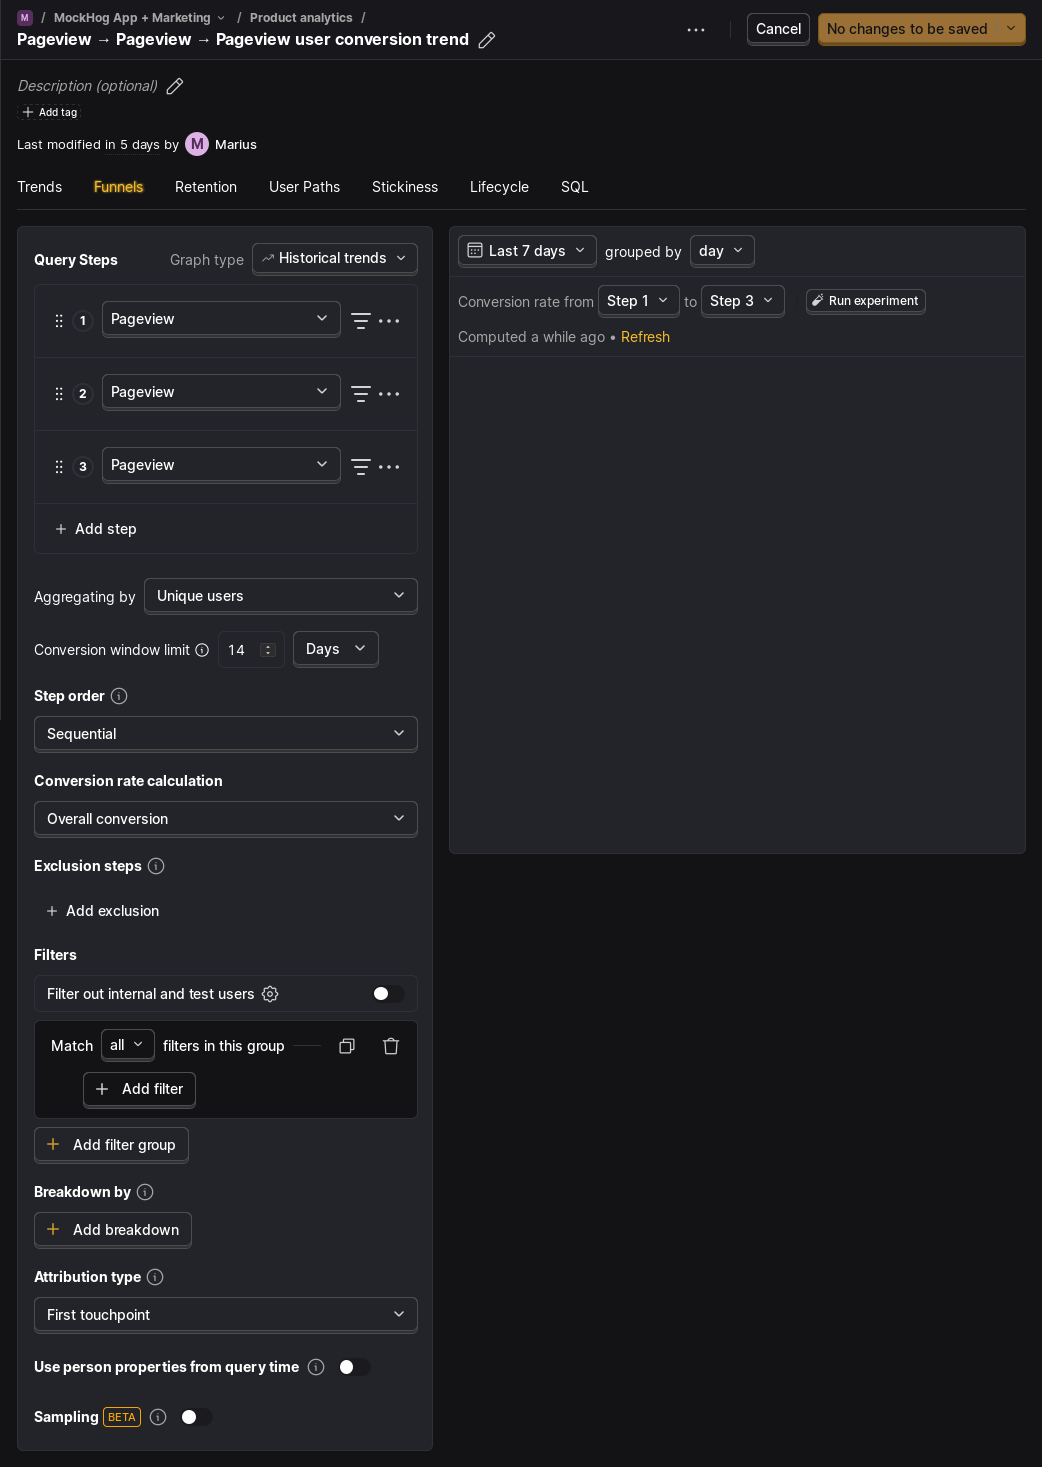 M / MockHog App + Marketing / Product analytics /
Pageview → Pageview → Pageview user conversion trend
Cancel
No changes to be saved
Description (optional)
Add tag
Last modified in 5 days by M Marius
Trends Funnels Retention User Paths Stickiness Lifecycle SQL
Query Steps Graph type Historical trends
1 Pageview
2 Pageview
3 Pageview
Add step
Aggregating by Unique users
Conversion window limit 14 Days
Step order
Sequential
Conversion rate calculation
Overall conversion
Exclusion steps
Add exclusion
Filters
Filter out internal and test users
Match all filters in this group
Add filter
Add filter group
Breakdown by
Add breakdown
Attribution type
First touchpoint
Use person properties from query time
Sampling BETA
Last 7 days grouped by day
Conversion rate from Step 1 to Step 3 Run experiment
Computed a while ago • Refresh